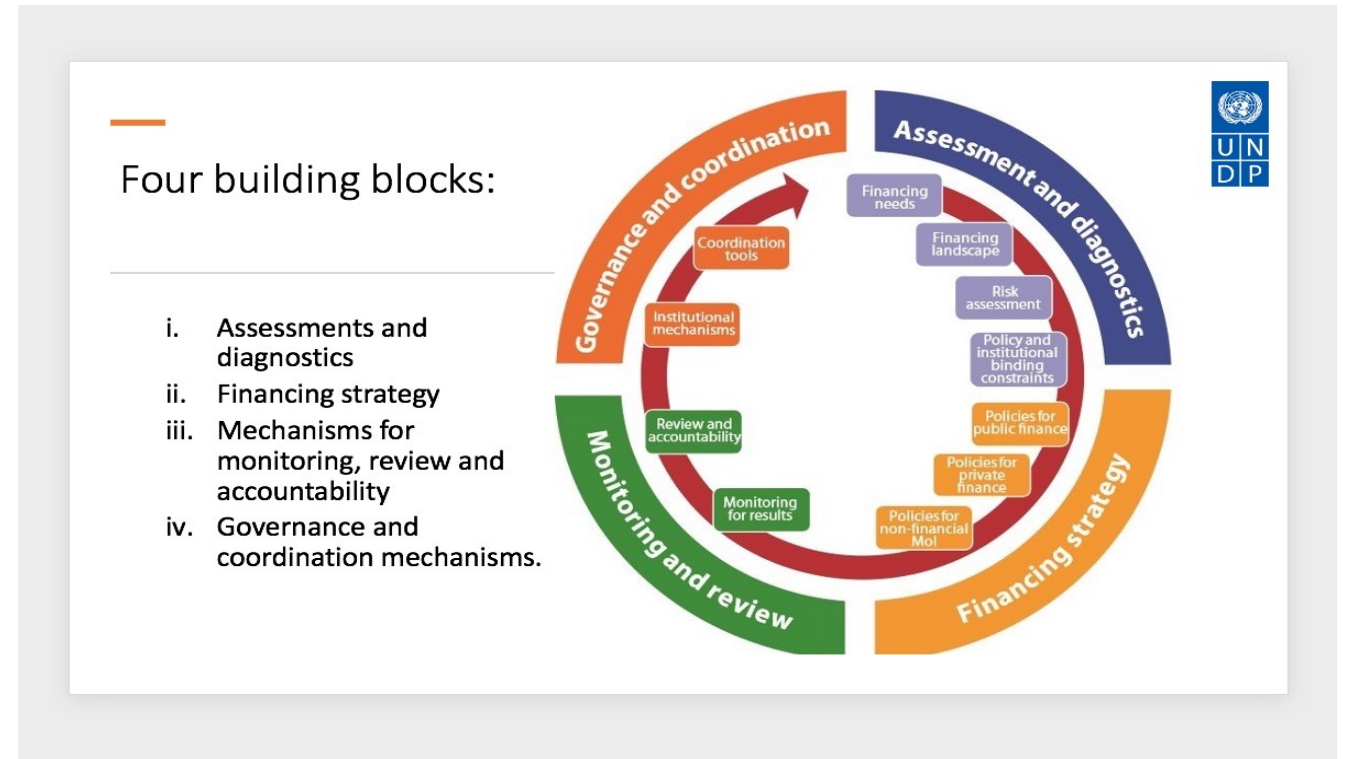 Four building blocks:
i. Assessments and
diagnostics
ii. Financing strategy
iii. Mechanisms for
monitoring, review and
accountability
iv. Governance and
coordination mechanisms.
Governance and coordination
Assessment and diagnostics
Financing strategy
Monitoring and review
Financing
needs
Financing
landscape
Risk
assessment
Policy and
institutional
binding
constraints
Policies for
public finance
Policies for
private
finance
Policies for
non-financial
MoI
Monitoring
for results
Review and
accountability
Institutional
mechanisms
Coordination
tools
U N
D P